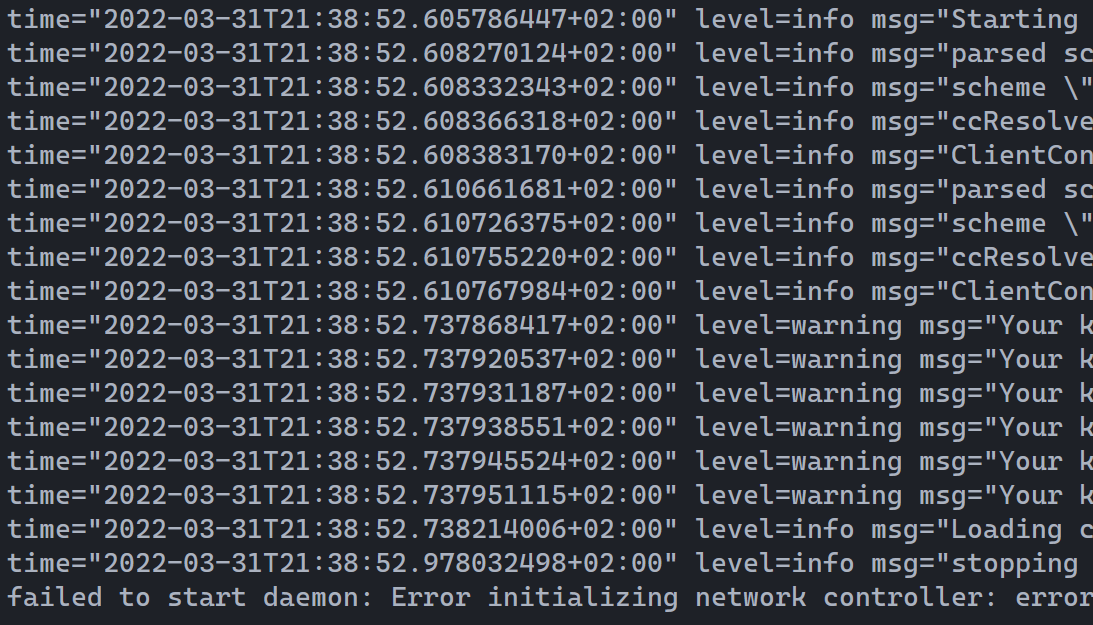 time="2022-03-31T21:38:52.605786447+02:00" level=info msg="Starting
time="2022-03-31T21:38:52.608270124+02:00" level=info msg="parsed sc
time="2022-03-31T21:38:52.608332343+02:00" level=info msg="scheme \"
time="2022-03-31T21:38:52.608366318+02:00" level=info msg="ccResolve
time="2022-03-31T21:38:52.608383170+02:00" level=info msg="ClientCon
time="2022-03-31T21:38:52.610661681+02:00" level=info msg="parsed sc
time="2022-03-31T21:38:52.610726375+02:00" level=info msg="scheme \"
time="2022-03-31T21:38:52.610755220+02:00" level=info msg="ccResolve
time="2022-03-31T21:38:52.610767984+02:00" level=info msg="ClientCon
time="2022-03-31T21:38:52.737868417+02:00" level=warning msg="Your k
time="2022-03-31T21:38:52.737920537+02:00" level=warning msg="Your k
time="2022-03-31T21:38:52.737931187+02:00" level=warning msg="Your k
time="2022-03-31T21:38:52.737938551+02:00" level=warning msg="Your k
time="2022-03-31T21:38:52.737945524+02:00" level=warning msg="Your k
time="2022-03-31T21:38:52.737951115+02:00" level=warning msg="Your k
time="2022-03-31T21:38:52.738214006+02:00" level=info msg="Loading c
time="2022-03-31T21:38:52.978032498+02:00" level=info msg="stopping
failed to start daemon: Error initializing network controller: error